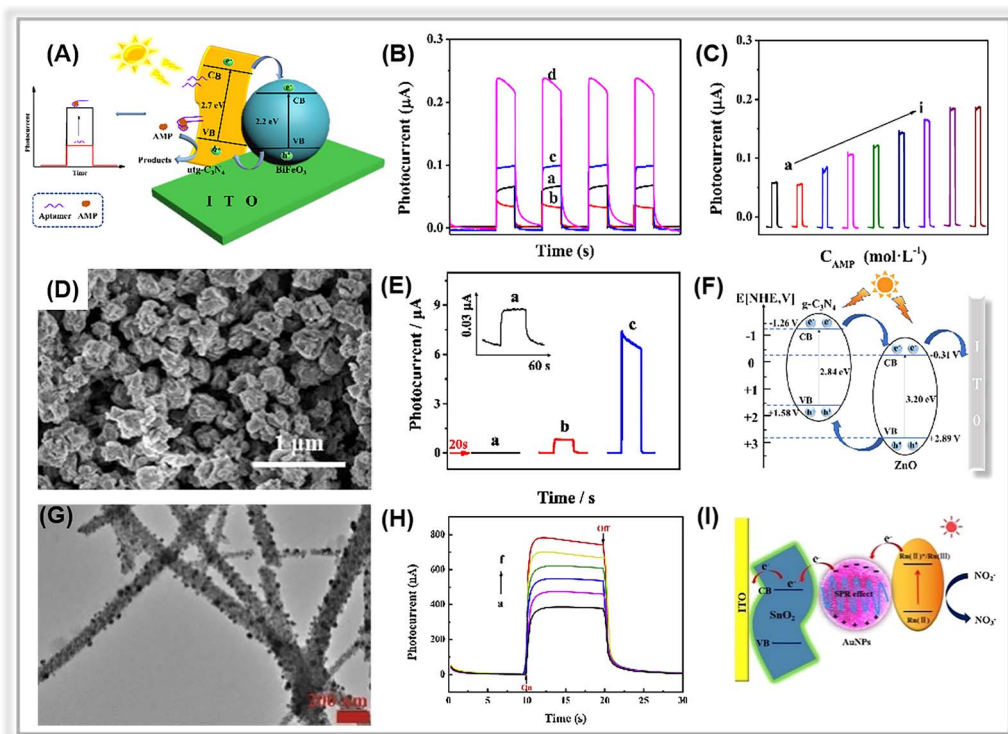 (A)
CB
2.7 eV
VB
CB
2.2 eV
VB
e⁻
h⁺
Photocurrent
Time
AMP
Products
utg-C₃N₄
BiFeO₃
I T O
Aptamer
AMP
(B)
0.3
0.2
0.1
0.0
Photocurrent (μA)
d
c
a
b
Time (s)
(C)
0.3
0.2
0.1
0.0
Photocurrent (μA)
a
i
C_AMP (mol·L⁻¹)
(D)
1 μm
(E)
9
6
3
0
Photocurrent / μA
a
0.03 μA
60 s
20s
a
b
c
Time / s
(F)
E[NHE,V]
g-C₃N₄
-1.26 V
e⁻ e⁻
CB
2.84 eV
VB
h⁺ h⁺
+1.58 V
-1
0
+1
+2
+3
e⁻ e⁻
-0.31 V
CB
3.20 eV
VB
+2.89 V
h⁺ h⁺
ZnO
I T O
(G)
200 nm
(H)
800
600
400
200
0
Photocurrent (μA)
f
a
On
Off
0
5
10
15
20
25
30
Time (s)
(I)
ITO
e⁻
e⁻
e⁻
e⁻
CB
SnO₂
VB
SPR effect
AuNPs
Ru(II)*/Ru(III)
Ru(II)
NO₂⁻
NO₃⁻